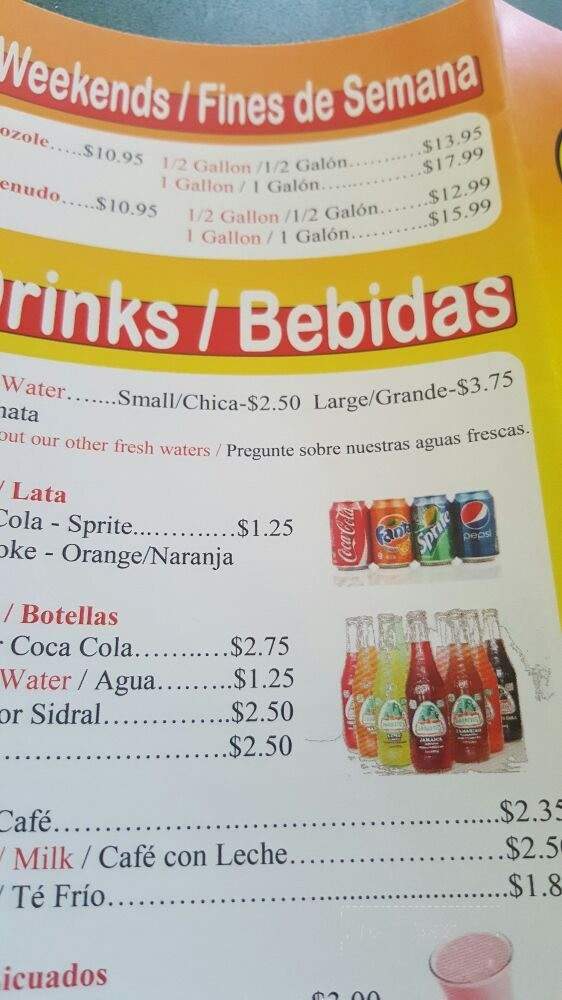 Weekends / Fines de Semana
ozole.....$10.95 1/2 Gallon /1/2 Galón..........$13.95
1 Gallon / 1 Galón.................$17.99
enudo.....$10.95 1/2 Gallon /1/2 Galón.......$12.99
1 Gallon / 1 Galón............$15.99
rinks / Bebidas
Water.......Small/Chica-$2.50 Large/Grande-$3.75
hata
out our other fresh waters / Pregunte sobre nuestras aguas frescas.
/ Lata
Cola - Sprite............$1.25
oke - Orange/Naranja
Coca-Cola
Fanta
Sprite
pepsi
/ Botellas
r Coca Cola..........$2.75
Water / Agua.........$1.25
or Sidral...............$2.50
.........................$2.50
JAMAICA
TAMARINDO
Café.................................................$2.35
/ Milk / Café con Leche.......................$2.5
/ Té Frío............................................$1.8
icuados